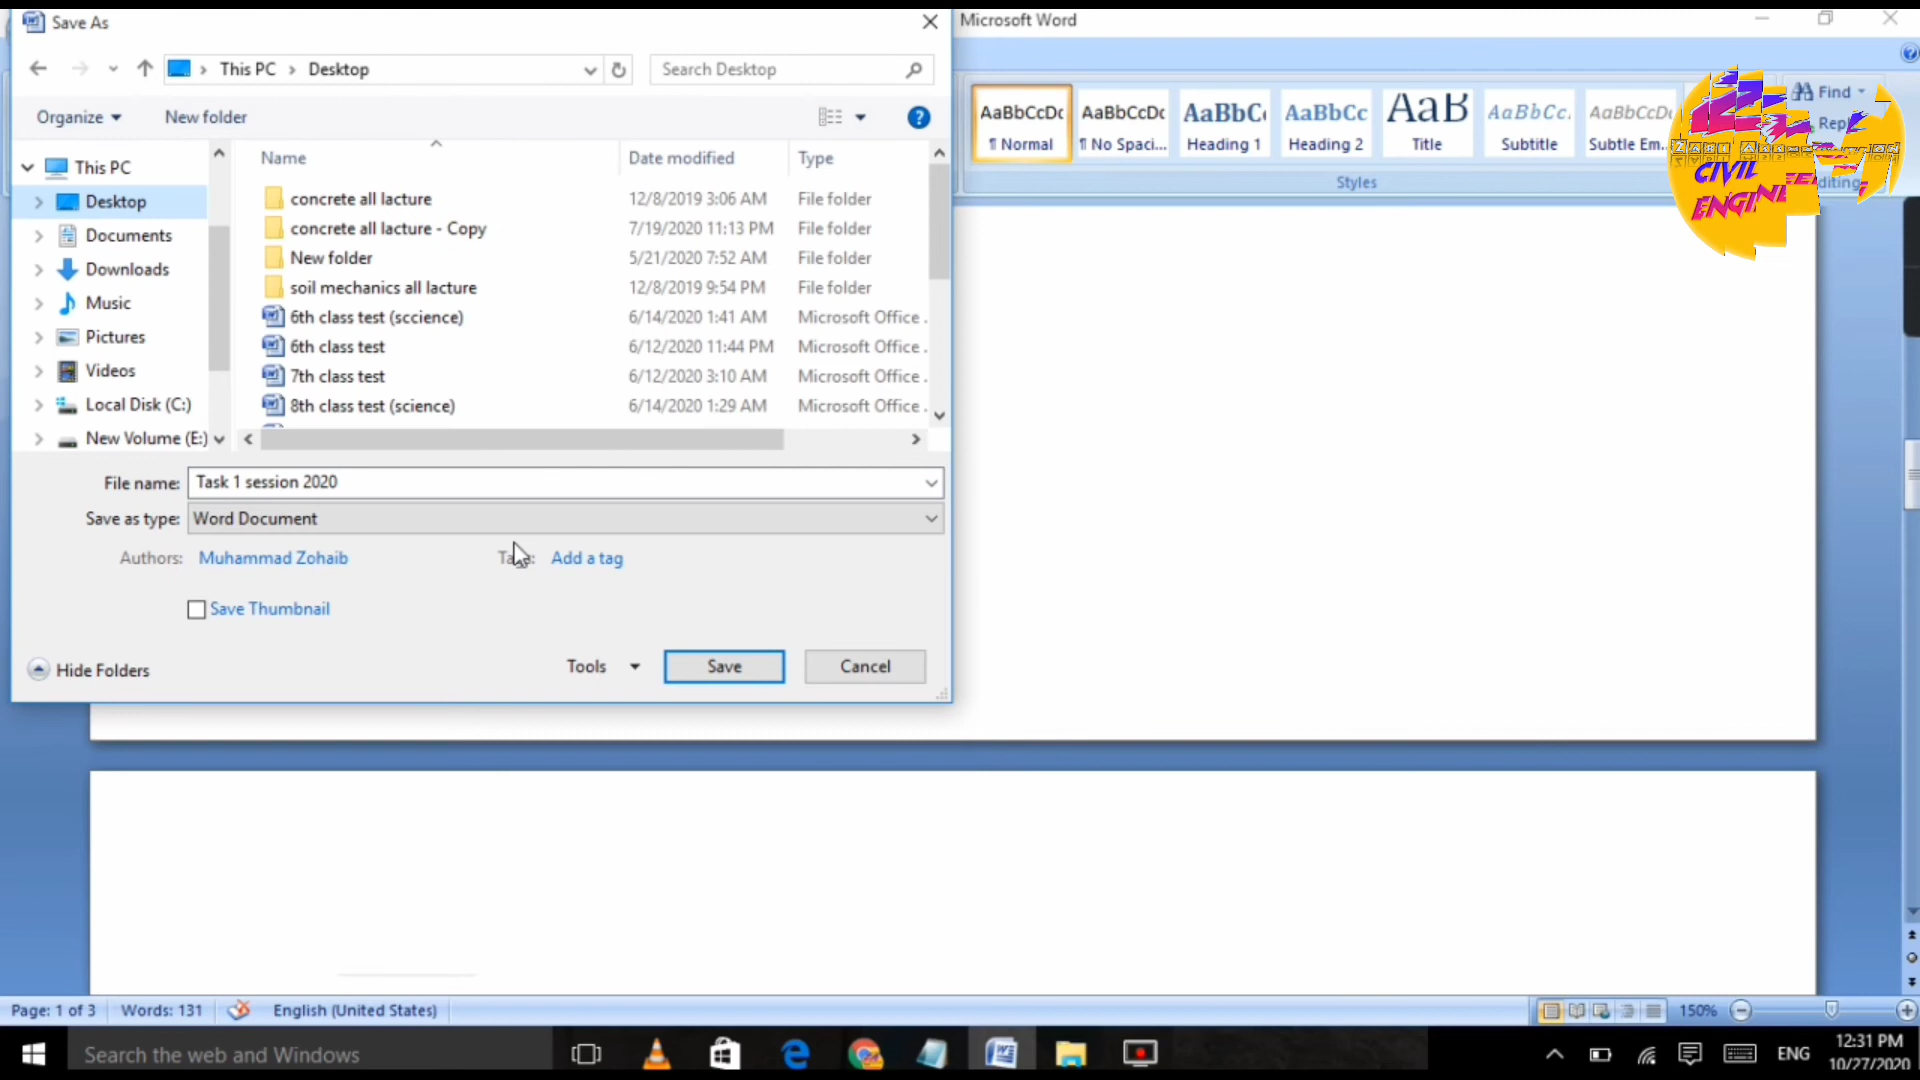 Save As
Microsoft Word
This PC > Desktop
Search Desktop
Organize
New folder
Find
AaBbCcDc AaBbCcDc AaBbC AaBbCc AaB AaBbCc. AaBbCcDc
¶ Normal ¶ No Spaci... Heading 1 Heading 2 Title Subtitle Subtle Em...
Styles
CIVIL
This PC
Desktop
Documents
Downloads
Music
Pictures
Videos
Local Disk (C:)
New Volume (E:)
Name Date modified Type
concrete all lacture 12/8/2019 3:06 AM File folder
concrete all lacture - Copy 7/19/2020 11:13 PM File folder
New folder 5/21/2020 7:52 AM File folder
soil mechanics all lacture 12/8/2019 9:54 PM File folder
6th class test (sccience) 6/14/2020 1:41 AM Microsoft Office .
6th class test 6/12/2020 11:44 PM Microsoft Office .
7th class test 6/12/2020 3:10 AM Microsoft Office .
8th class test (science) 6/14/2020 1:29 AM Microsoft Office .
File name: Task 1 session 2020
Save as type: Word Document
Authors: Muhammad Zohaib
Add a tag
Save Thumbnail
Hide Folders
Tools
Save
Cancel
Page: 1 of 3 Words: 131 English (United States) 150%
Search the web and Windows
ENG
12:31 PM
10/27/2020